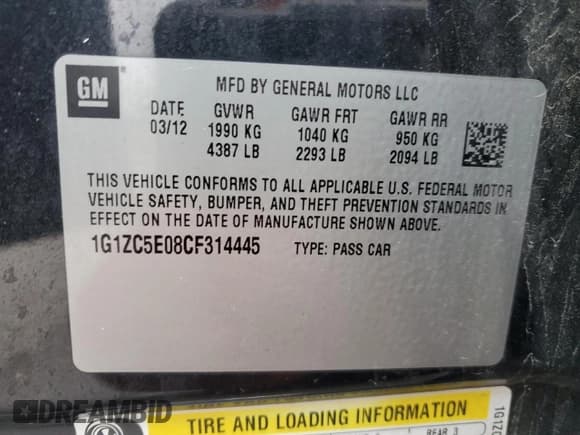 GM
MFD BY GENERAL MOTORS LLC
DATE GVWR GAWR FRT GAWR RR
03/12 1990 KG 1040 KG 950 KG
4387 LB 2293 LB 2094 LB
THIS VEHICLE CONFORMS TO ALL APPLICABLE U.S. FEDERAL MOTOR
VEHICLE SAFETY, BUMPER, AND THEFT PREVENTION STANDARDS IN
EFFECT ON THE DATE OF MANUFACTURE SHOWN ABOVE.
1G1ZC5E08CF314445 TYPE: PASS CAR
TIRE AND LOADING INFORMATION
REAR 3
1G1ZC
DREAMBID